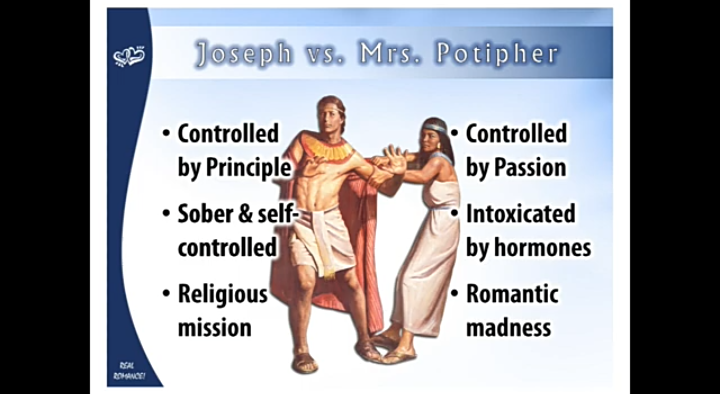 Joseph vs. Mrs. Potipher
• Controlled
by Principle
• Sober & self-
controlled
• Religious
mission
• Controlled
by Passion
• Intoxicated
by hormones
• Romantic
madness
REAL
ROMANCE!